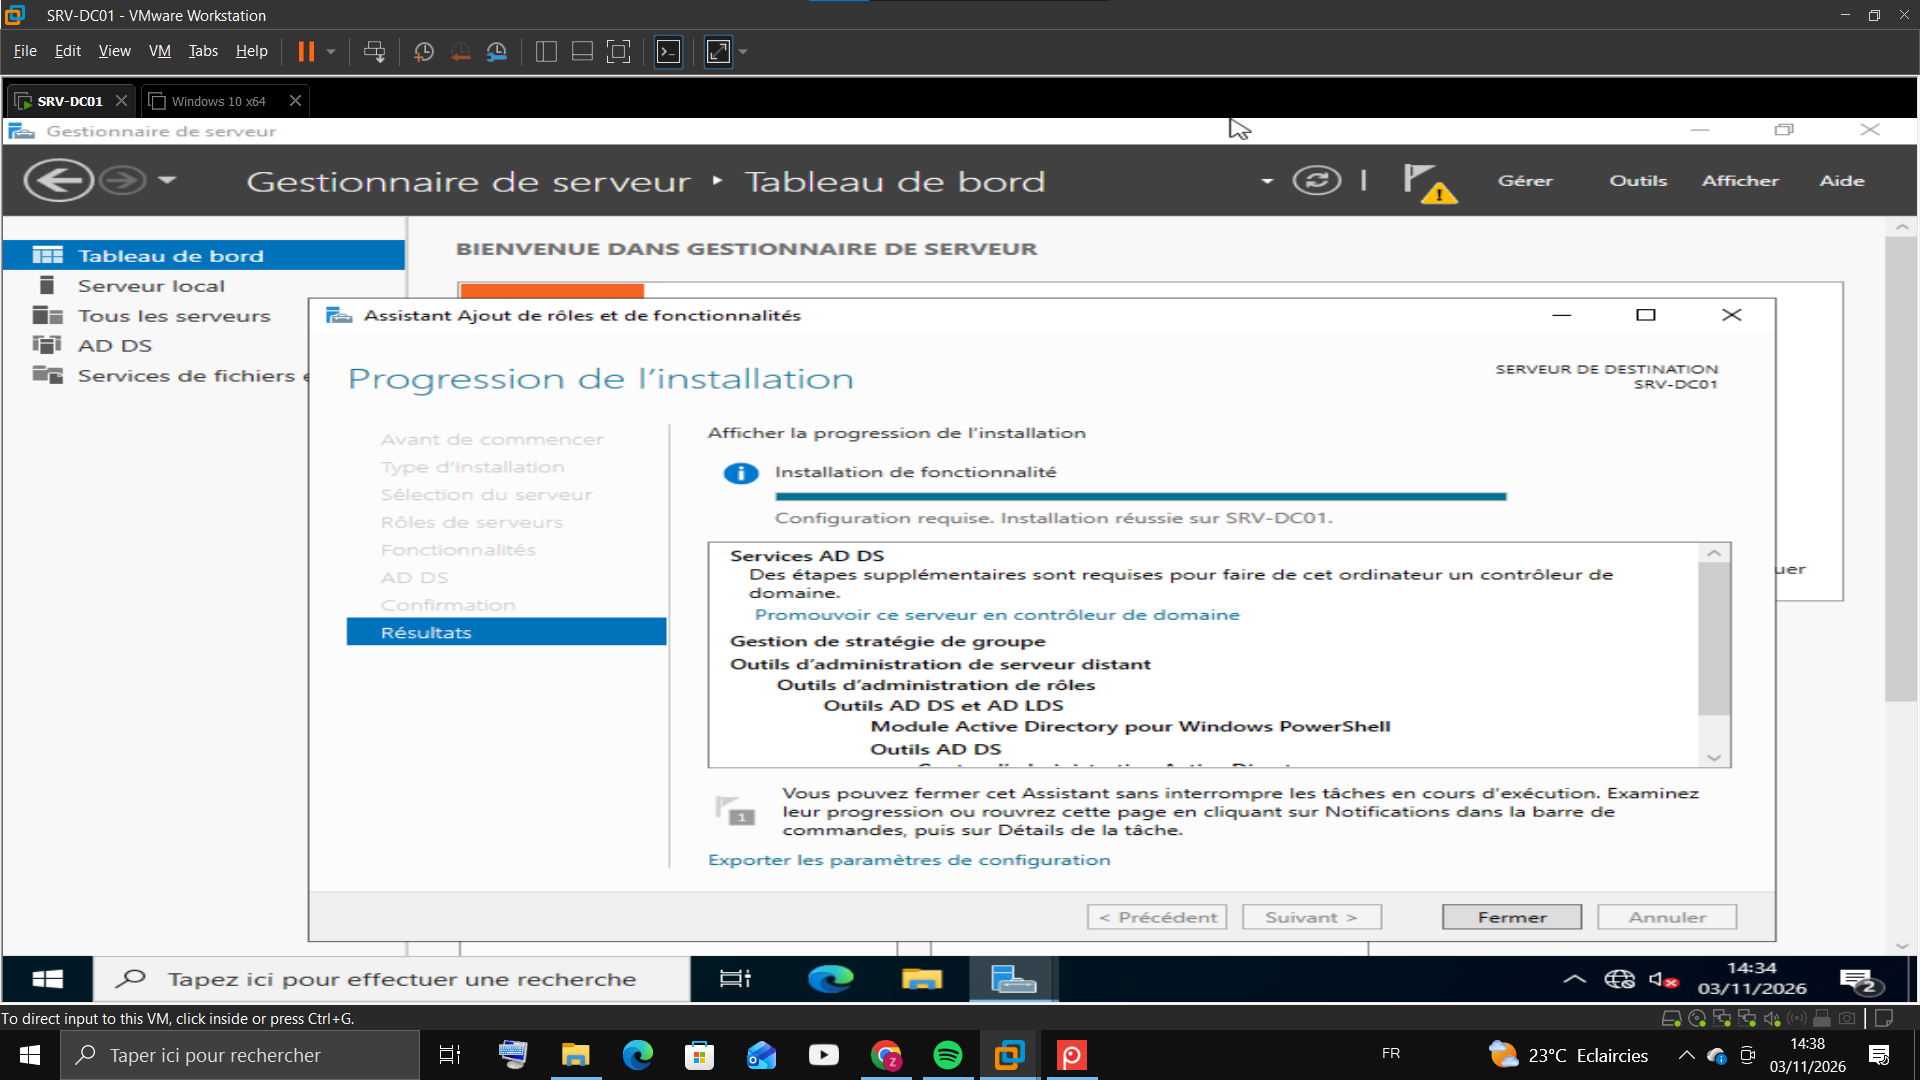 SRV-DC01 - VMware Workstation
File Edit View VM Tabs Help
SRV-DC01
Windows 10 x64
Gestionnaire de serveur
Gestionnaire de serveur ‣ Tableau de bord
Gérer Outils Afficher Aide
Tableau de bord
Serveur local
Tous les serveurs
AD DS
Services de fichiers e
BIENVENUE DANS GESTIONNAIRE DE SERVEUR
Assistant Ajout de rôles et de fonctionnalités
Progression de l'installation
SERVEUR DE DESTINATION
SRV-DC01
Avant de commencer
Type d'installation
Sélection du serveur
Rôles de serveurs
Fonctionnalités
AD DS
Confirmation
Résultats
Afficher la progression de l'installation
Installation de fonctionnalité
Configuration requise. Installation réussie sur SRV-DC01.
Services AD DS
Des étapes supplémentaires sont requises pour faire de cet ordinateur un contrôleur de
domaine.
Promouvoir ce serveur en contrôleur de domaine
Gestion de stratégie de groupe
Outils d'administration de serveur distant
Outils d'administration de rôles
Outils AD DS et AD LDS
Module Active Directory pour Windows PowerShell
Outils AD DS
uer
1
Vous pouvez fermer cet Assistant sans interrompre les tâches en cours d'exécution. Examinez
leur progression ou rouvrez cette page en cliquant sur Notifications dans la barre de
commandes, puis sur Détails de la tâche.
Exporter les paramètres de configuration
< Précédent
Suivant >
Fermer
Annuler
Tapez ici pour effectuer une recherche
14:34
03/11/2026
2
To direct input to this VM, click inside or press Ctrl+G.
Taper ici pour rechercher
FR
23°C Eclaircies
14:38
03/11/2026